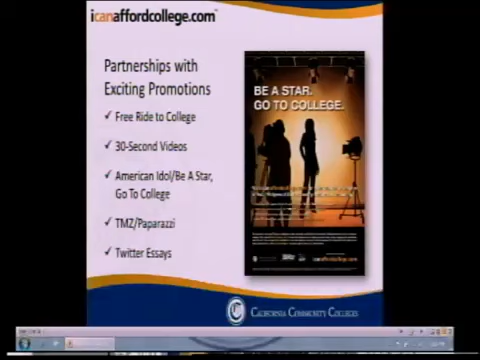 icanaffordcollege.com
Partnerships with
Exciting Promotions
✓ Free Ride to College
✓ 30-Second Videos
✓ American Idol/Be A Star,
Go To College
✓ TMZ/Paparazzi
✓ Twitter Essays
BE A STAR.
GO TO COLLEGE.
icanaffordcollege.com
CALIFORNIA COMMUNITY COLLEGES